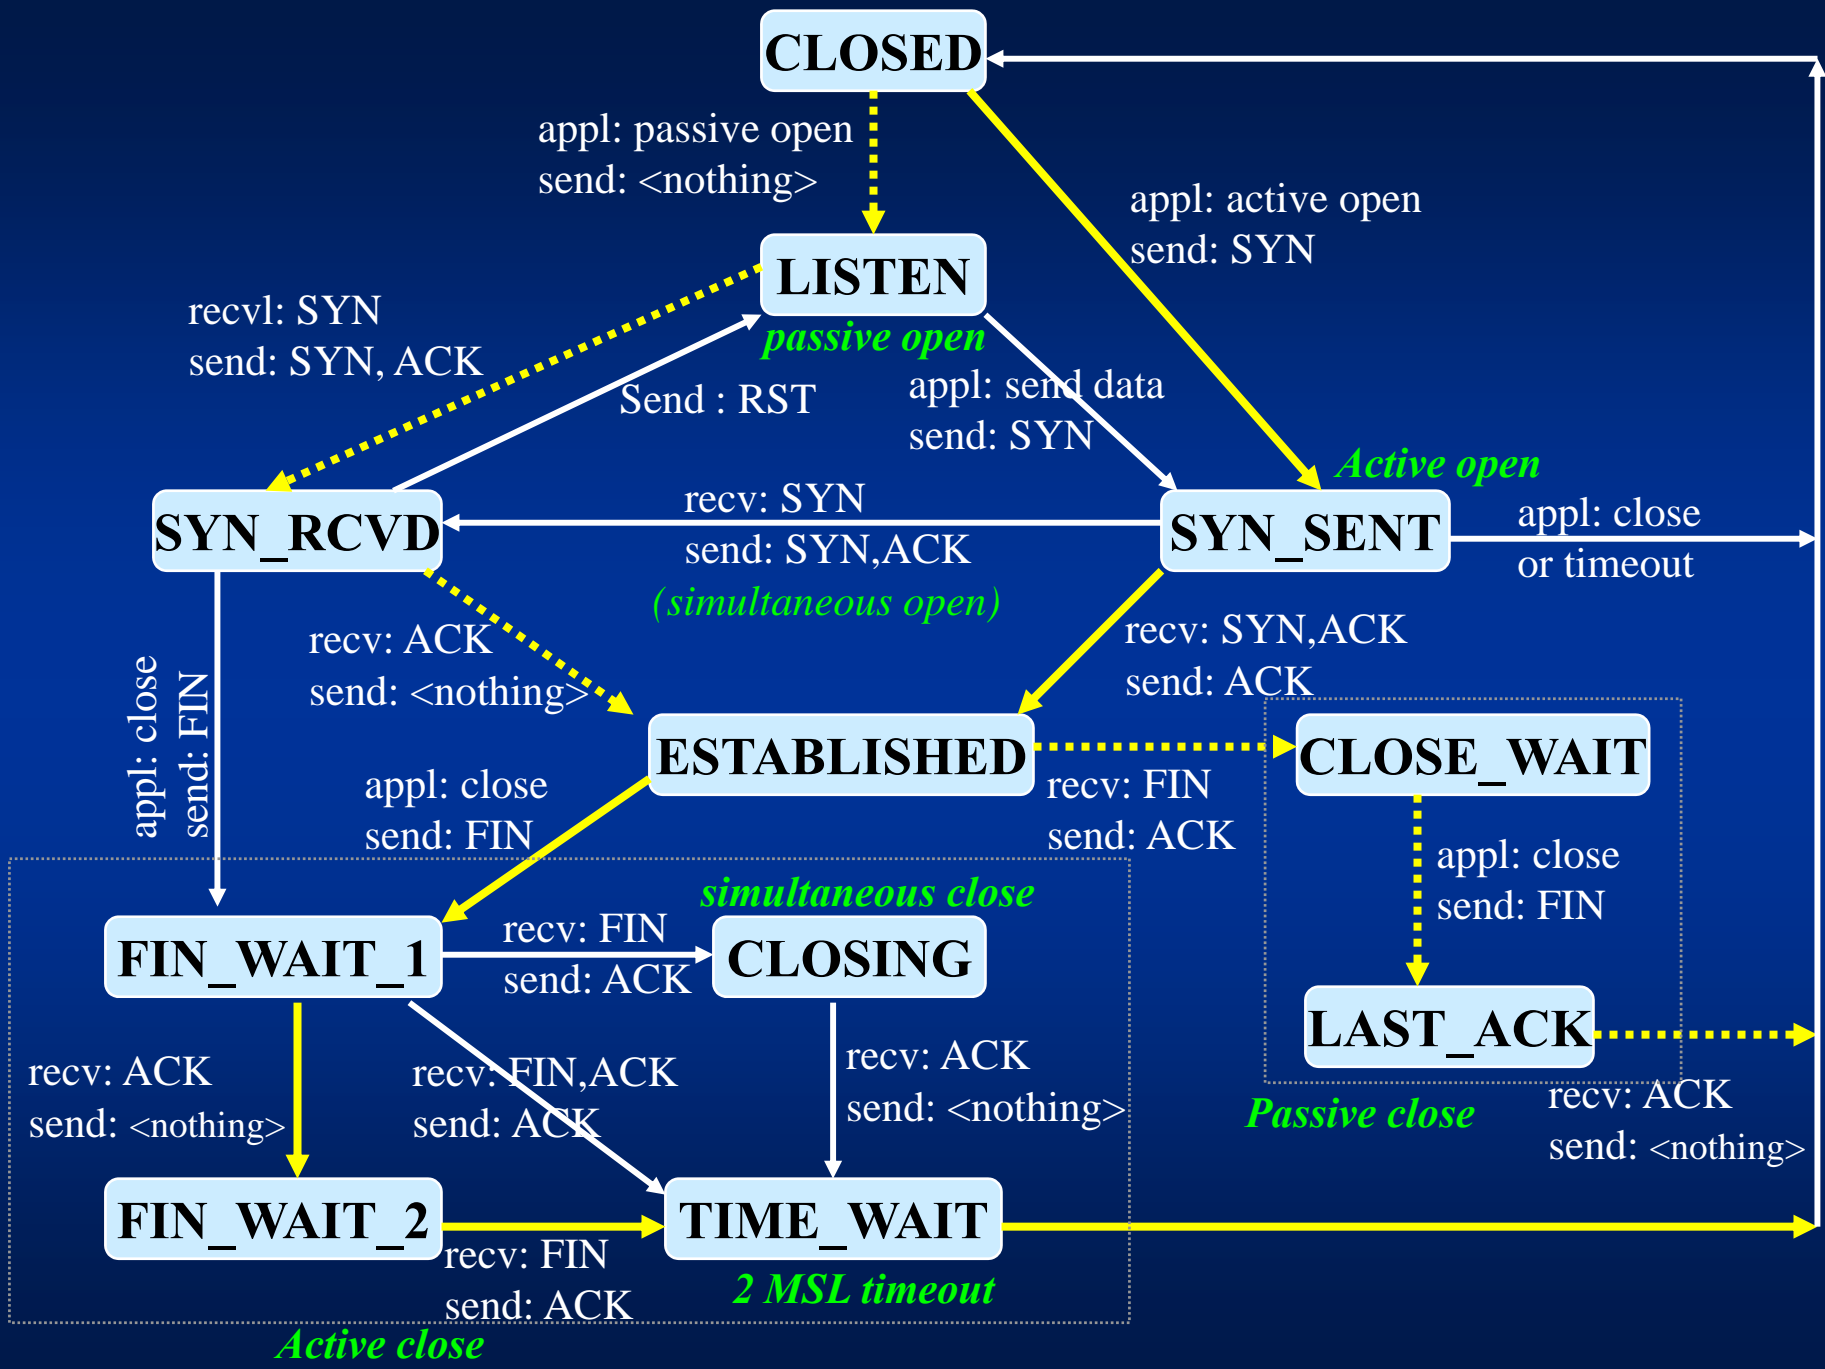 CLOSED
appl: passive open
send: <nothing>
appl: active open
send: SYN
LISTEN
passive open
recvl: SYN
send: SYN, ACK
Send : RST
appl: send data
send: SYN
Active open
SYN_RCVD
recv: SYN
send: SYN,ACK
(simultaneous open)
SYN_SENT
appl: close
or timeout
recv: ACK
send: <nothing>
recv: SYN,ACK
send: ACK
appl: close
send: FIN
ESTABLISHED
CLOSE_WAIT
appl: close
send: FIN
recv: FIN
send: ACK
appl: close
send: FIN
simultaneous close
FIN_WAIT_1
recv: FIN
send: ACK
CLOSING
LAST_ACK
recv: ACK
send: <nothing>
recv: FIN,ACK
send: ACK
recv: ACK
send: <nothing>
Passive close
recv: ACK
send: <nothing>
FIN_WAIT_2
recv: FIN
send: ACK
TIME_WAIT
2 MSL timeout
Active close